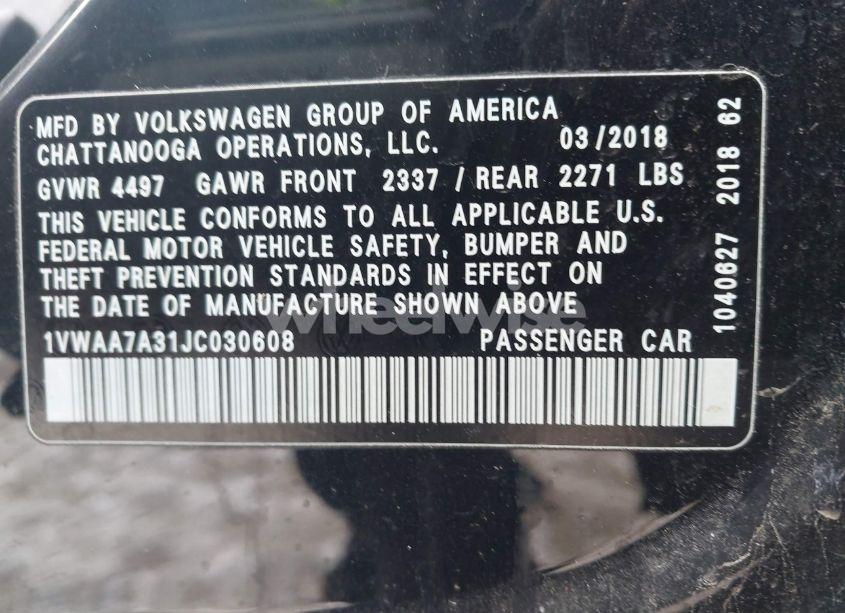 MFD BY VOLKSWAGEN GROUP OF AMERICA
CHATTANOOGA OPERATIONS, LLC. 03/2018
GVWR 4497 GAWR FRONT 2337 / REAR 2271 LBS
THIS VEHICLE CONFORMS TO ALL APPLICABLE U.S.
FEDERAL MOTOR VEHICLE SAFETY, BUMPER AND
THEFT PREVENTION STANDARDS IN EFFECT ON
THE DATE OF MANUFACTURE SHOWN ABOVE
1VWAA7A31JC030608 PASSENGER CAR
1040627 2018 62
wheelwise